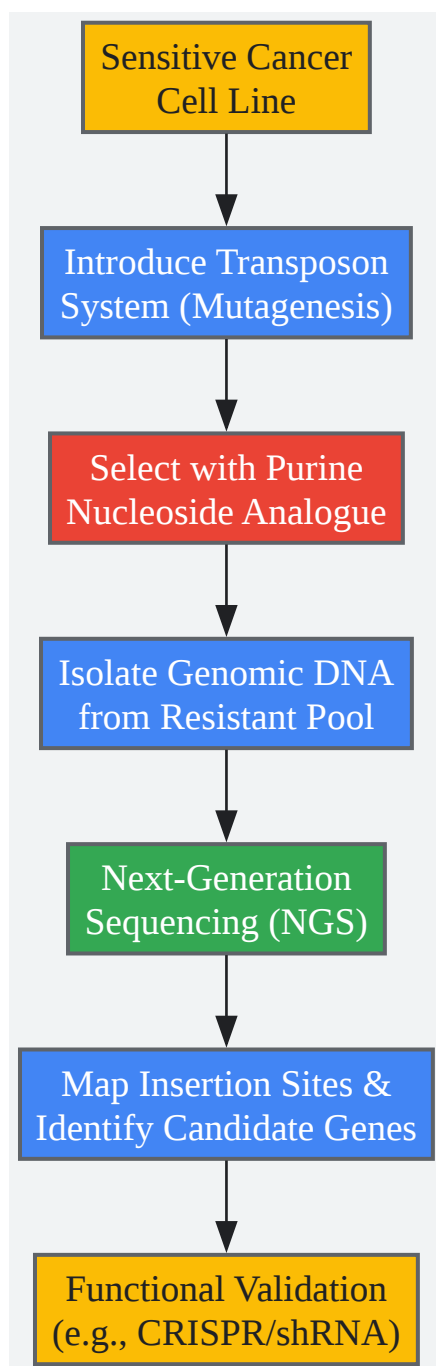 Sensitive Cancer
Cell Line
Introduce Transposon
System (Mutagenesis)
Select with Purine
Nucleoside Analogue
Isolate Genomic DNA
from Resistant Pool
Next-Generation
Sequencing (NGS)
Map Insertion Sites &
Identify Candidate Genes
Functional Validation
(e.g., CRISPR/shRNA)